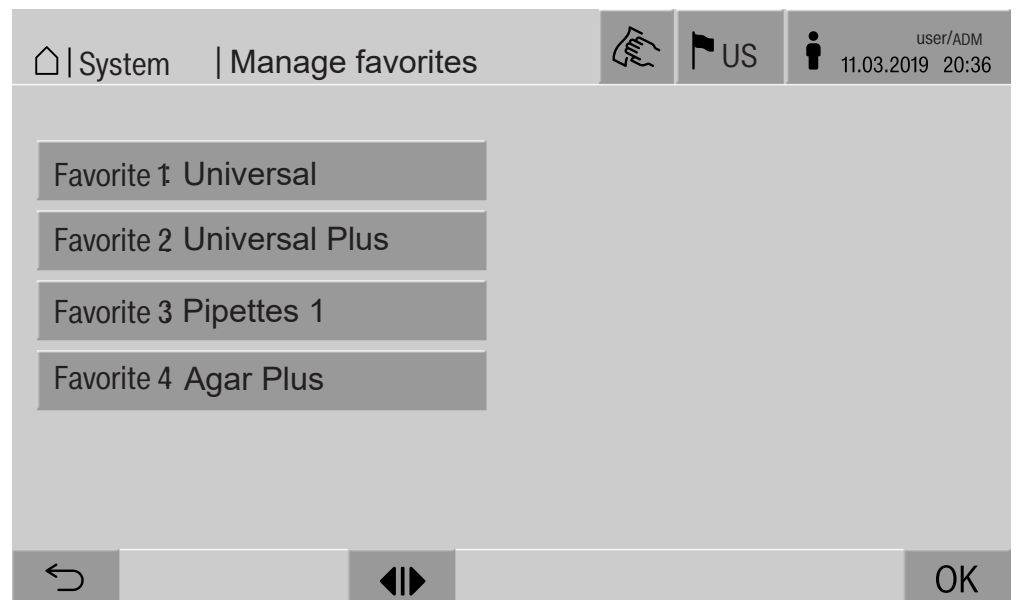 System | Manage favorites
US
user/ADM
11.03.2019 20:36
Favorite 1: Universal
Favorite 2 Universal Plus
Favorite 3 Pipettes 1
Favorite 4 Agar Plus
OK